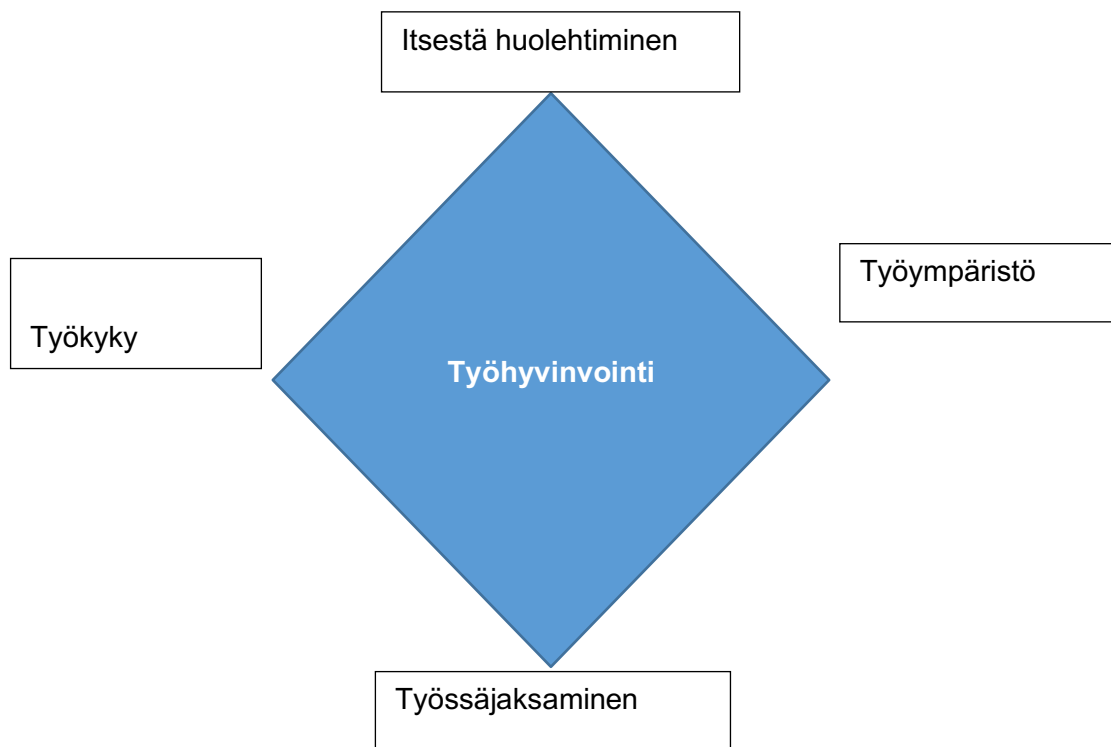 Itsestä huolehtiminen
Työympäristö
Työkyky
Työhyvinvointi
Työssäjaksaminen